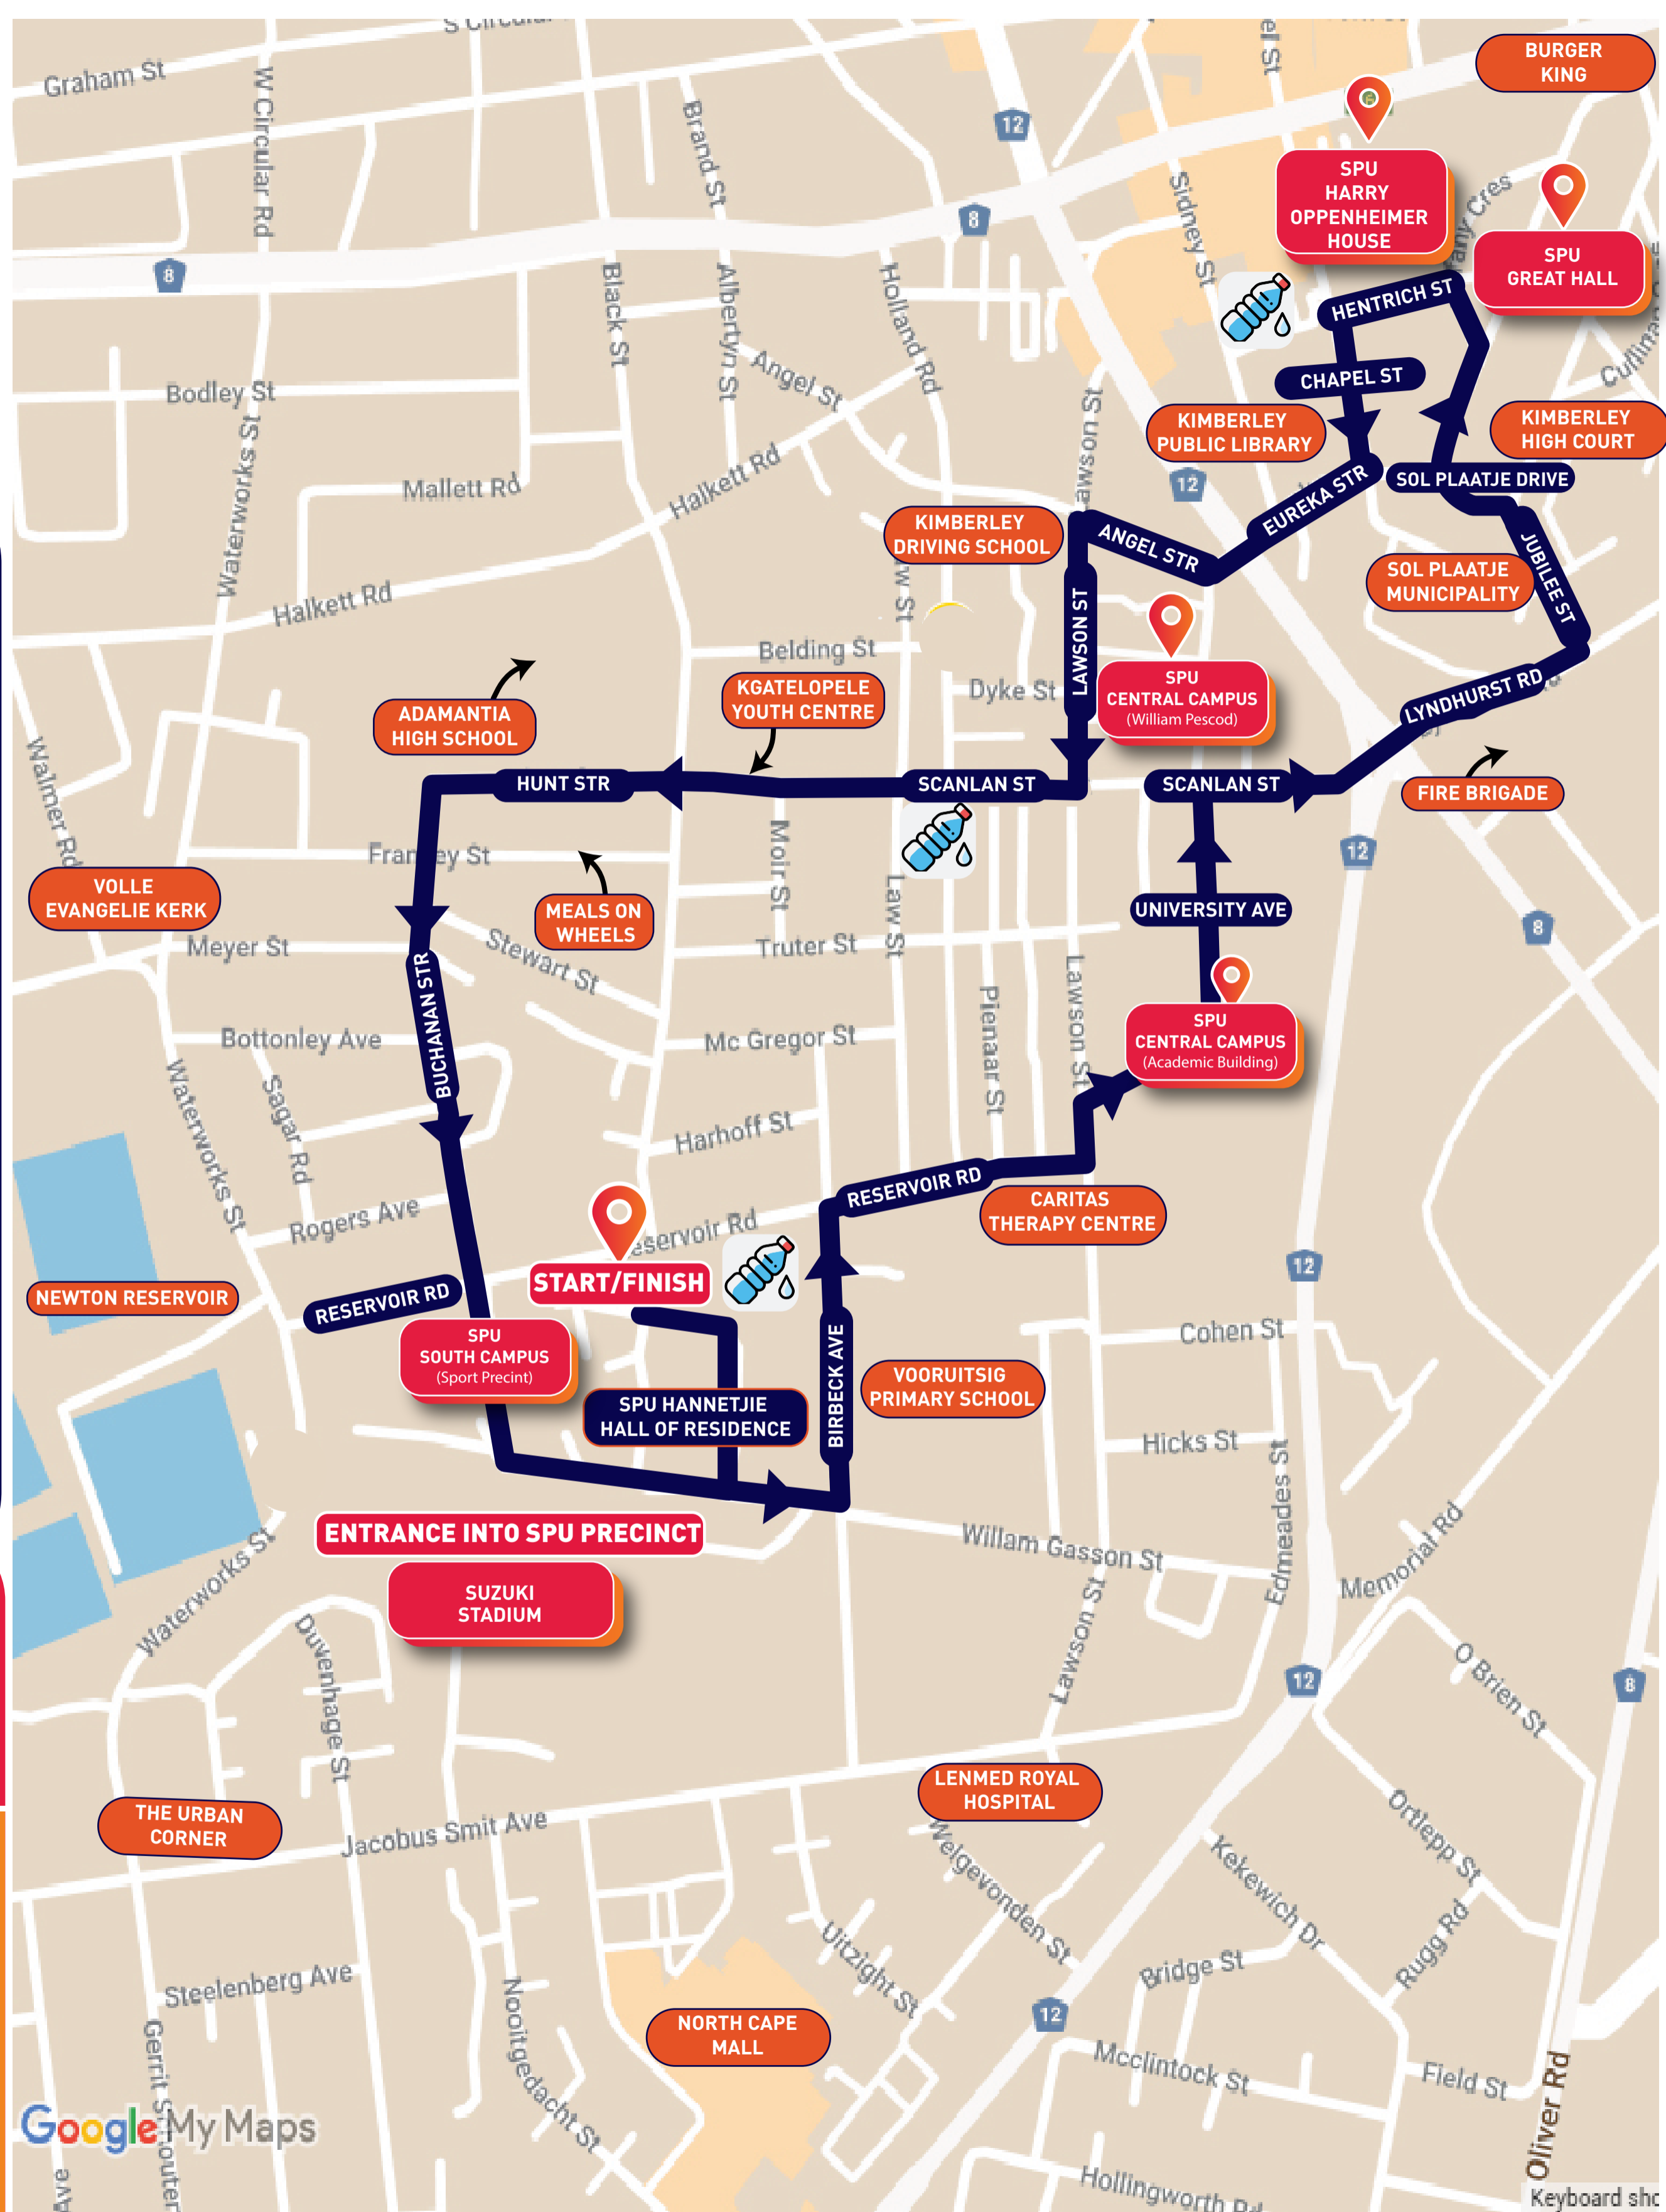 S Circular
Graham St
W Circular Rd
Brand St
12
8
8
el St
BURGER
KING
SPU
HARRY
OPPENHEIMER
HOUSE
SPU
GREAT HALL
Sidney St
Black St
Albertyn St
Holland Rd
Angel St
HENTRICH ST
CHAPEL ST
Bodley St
Waterworks St
Mallett Rd
Halkett Rd
Halkett Rd
Lawson St
KIMBERLEY
PUBLIC LIBRARY
KIMBERLEY
HIGH COURT
12
EUREKA STR
SOL PLAATJE DRIVE
KIMBERLEY
DRIVING SCHOOL
ANGEL STR
JUBILEE ST
SOL PLAATJE
MUNICIPALITY
LAWSON ST
Belding St
Dyke St
KGATELOPELE
YOUTH CENTRE
ADAMANTIA
HIGH SCHOOL
SPU
CENTRAL CAMPUS
(William Pescod)
LYNDHURST RD
Walmer Rd
HUNT STR
SCANLAN ST
SCANLAN ST
FIRE BRIGADE
Moir St
12
VOLLE
EVANGELIE KERK
MEALS ON
WHEELS
UNIVERSITY AVE
8
Meyer St
Stewart St
Truter St
Law St
BUCHANAN STR
Bottonley Ave
Sagar Rd
Waterworks St
Mc Gregor St
Pienaar St
Lawson St
SPU
CENTRAL CAMPUS
(Academic Building)
Harhoff St
RESERVOIR RD
CARITAS
THERAPY CENTRE
Rogers Ave
eservoir Rd
START/FINISH
12
NEWTON RESERVOIR
RESERVOIR RD
SPU
SOUTH CAMPUS
(Sport Precint)
BIRBECK AVE
VOORUITSIG
PRIMARY SCHOOL
Cohen St
SPU HANNETJIE
HALL OF RESIDENCE
Hicks St
Edmeades St
ENTRANCE INTO SPU PRECINCT
SUZUKI
STADIUM
Willam Gasson St
Memorial Rd
Waterworks St
Duvenhage St
Lawson St
12
O Brien St
8
LENMED ROYAL
HOSPITAL
THE URBAN
CORNER
Jacobus Smit Ave
Welgevonden St
Kekewich Dr
Ortlepp St
Rugg Rd
Uitzight St
Bridge St
Steelenberg Ave
Nooitgedacht St
NORTH CAPE
MALL
12
Mcclintock St
Field St
Oliver Rd
Google My Maps
Ave
Hollingworth Rd
Keyboard sho